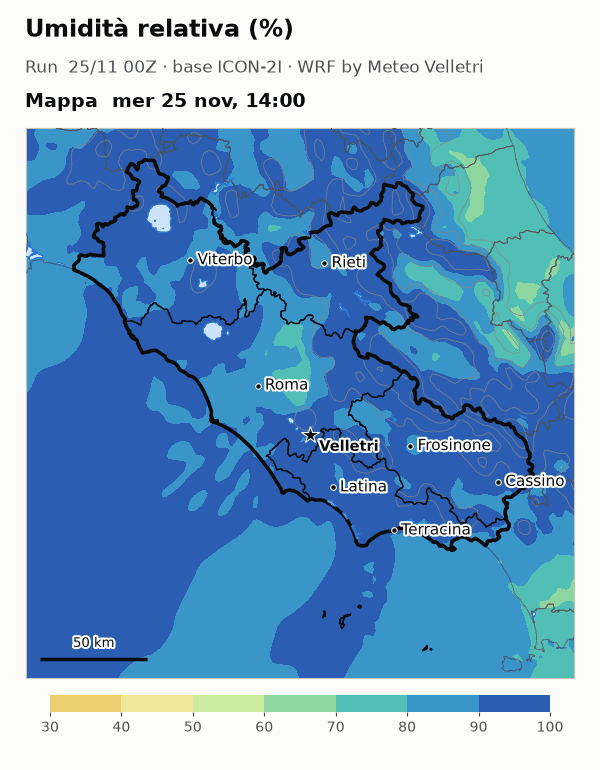 Umidità relativa (%)
Run  25/11 00Z · base ICON-2I · WRF by Meteo Velletri
Mappa  mer 25 nov, 14:00
Viterbo
Rieti
Roma
Velletri
Frosinone
Latina
Cassino
Terracina
50 km
30 40 50 60 70 80 90 100